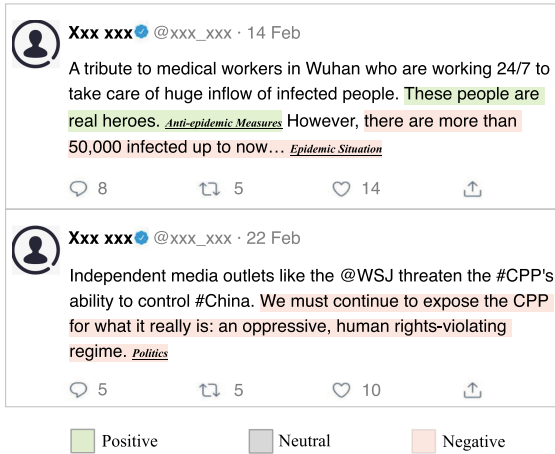 Xxx xxx @xxx_xxx · 14 Feb
A tribute to medical workers in Wuhan who are working 24/7 to
take care of huge inflow of infected people. These people are
real heroes. Anti-epidemic Measures However, there are more than
50,000 infected up to now… Epidemic Situation
8 5 14
Xxx xxx @xxx_xxx · 22 Feb
Independent media outlets like the @WSJ threaten the #CPP's
ability to control #China. We must continue to expose the CPP
for what it really is: an oppressive, human rights-violating
regime. Politics
5 5 10
Positive Neutral Negative